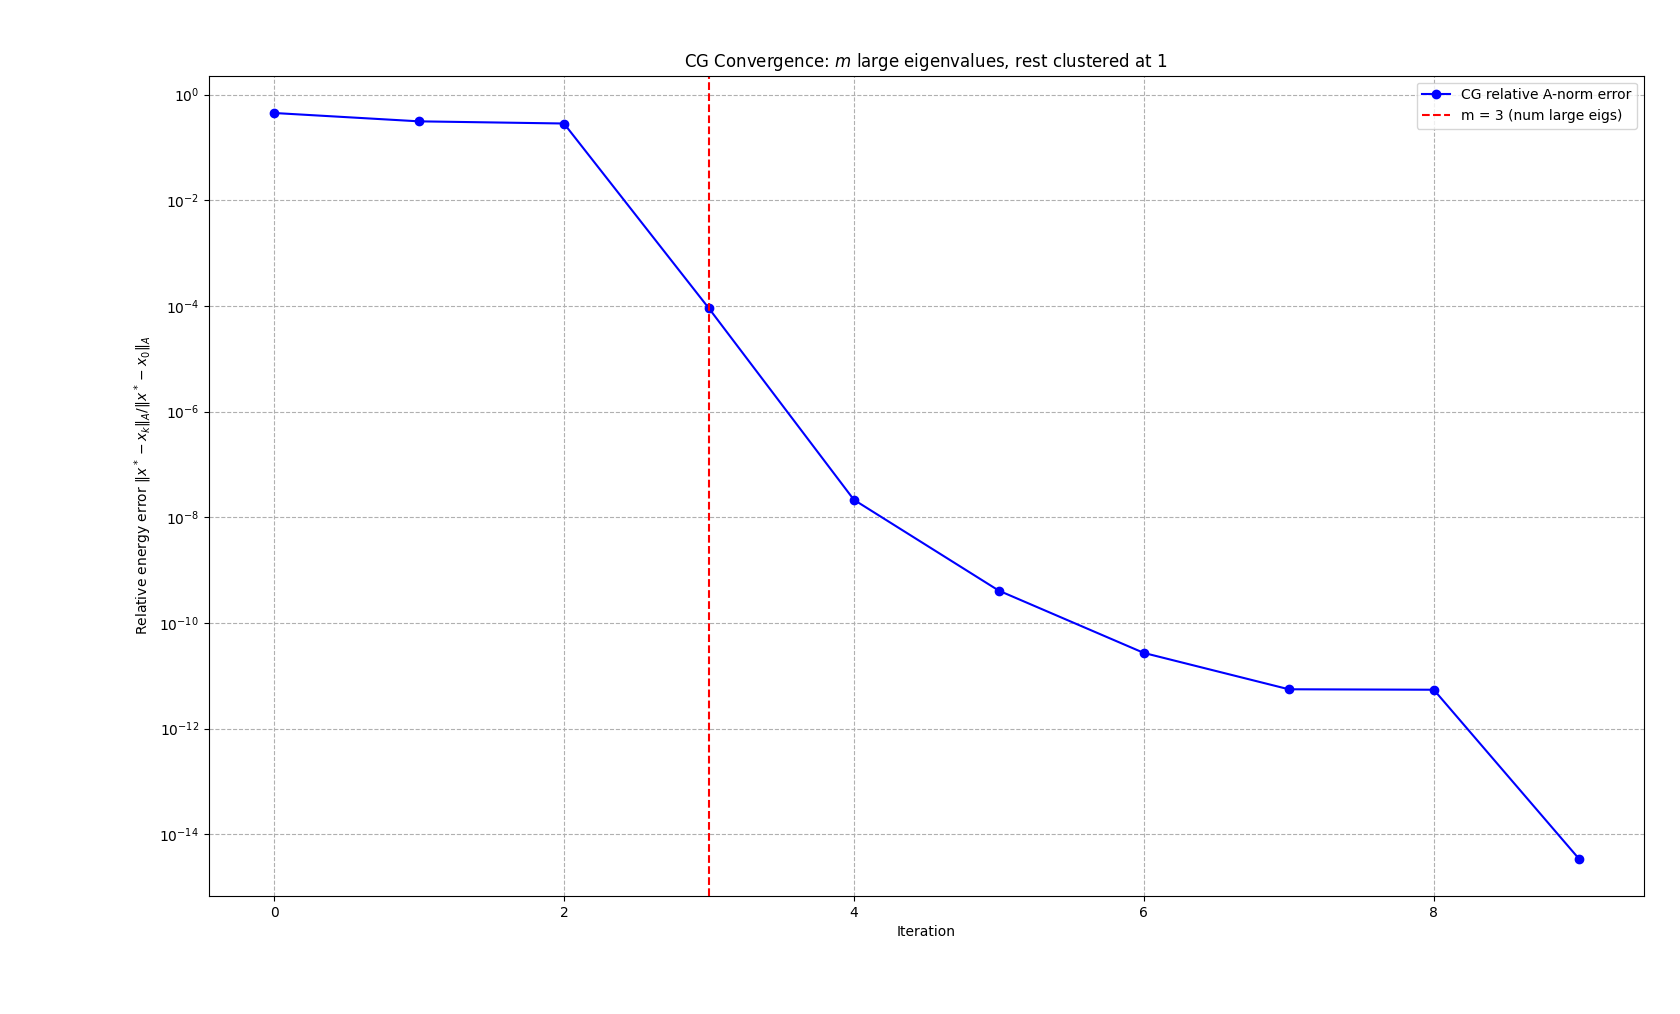 CG Convergence: m large eigenvalues, rest clustered at 1
CG relative A-norm error
m = 3 (num large eigs)
Relative energy error ‖x* − x_k‖_A/‖x* − x_0‖_A
10^0
10^−2
10^−4
10^−6
10^−8
10^−10
10^−12
10^−14
0 2 4 6 8
Iteration